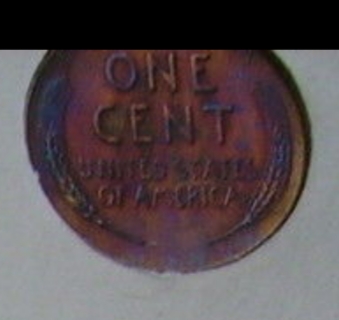 ONE
CENT
UNITED STATES
OF AMERICA